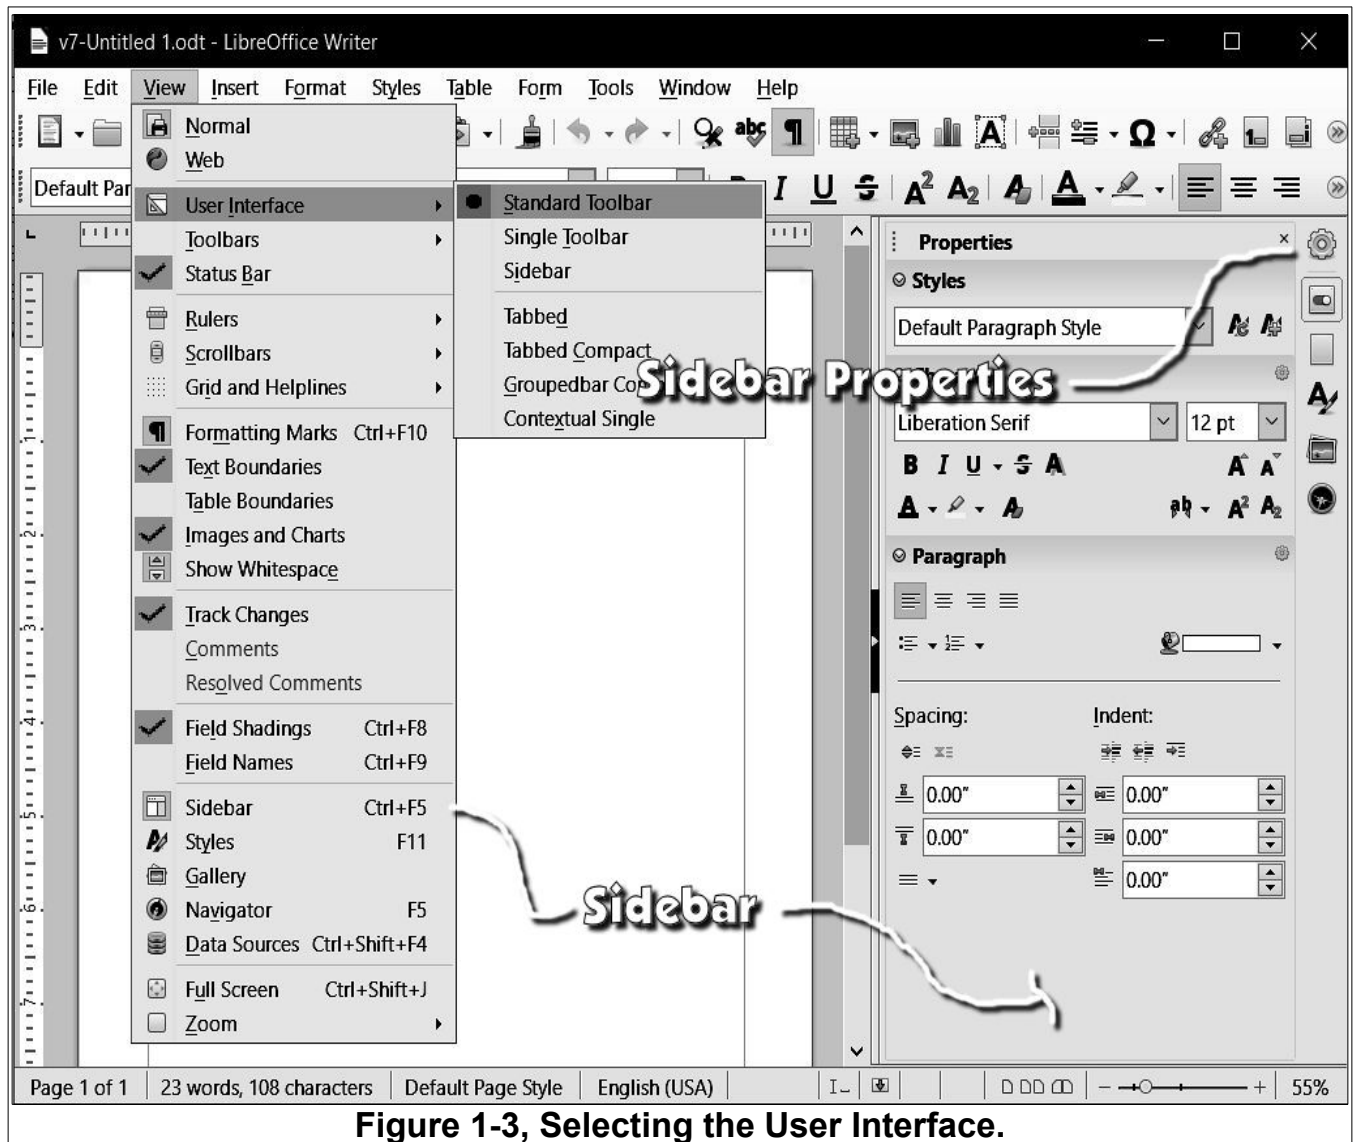 v7-Untitled 1.odt - LibreOffice Writer
File Edit View Insert Format Styles Table Form Tools Window Help
Normal
Web
Default Par
User Interface
Toolbars
Status Bar
Rulers
Scrollbars
Grid and Helplines
Formatting Marks Ctrl+F10
Text Boundaries
Table Boundaries
Images and Charts
Show Whitespace
Track Changes
Comments
Resolved Comments
Field Shadings Ctrl+F8
Field Names Ctrl+F9
Sidebar Ctrl+F5
Styles F11
Gallery
Navigator F5
Data Sources Ctrl+Shift+F4
Full Screen Ctrl+Shift+J
Zoom
Standard Toolbar
Single Toolbar
Sidebar
Tabbed
Tabbed Compact
Groupedbar Co
Contextual Single
Properties
Styles
Default Paragraph Style
Sidebar Properties
Liberation Serif 12 pt
Paragraph
Spacing: Indent:
0.00" 0.00"
0.00" 0.00"
0.00"
Sidebar
Page 1 of 1 23 words, 108 characters Default Page Style English (USA) 55%
Figure 1-3, Selecting the User Interface.